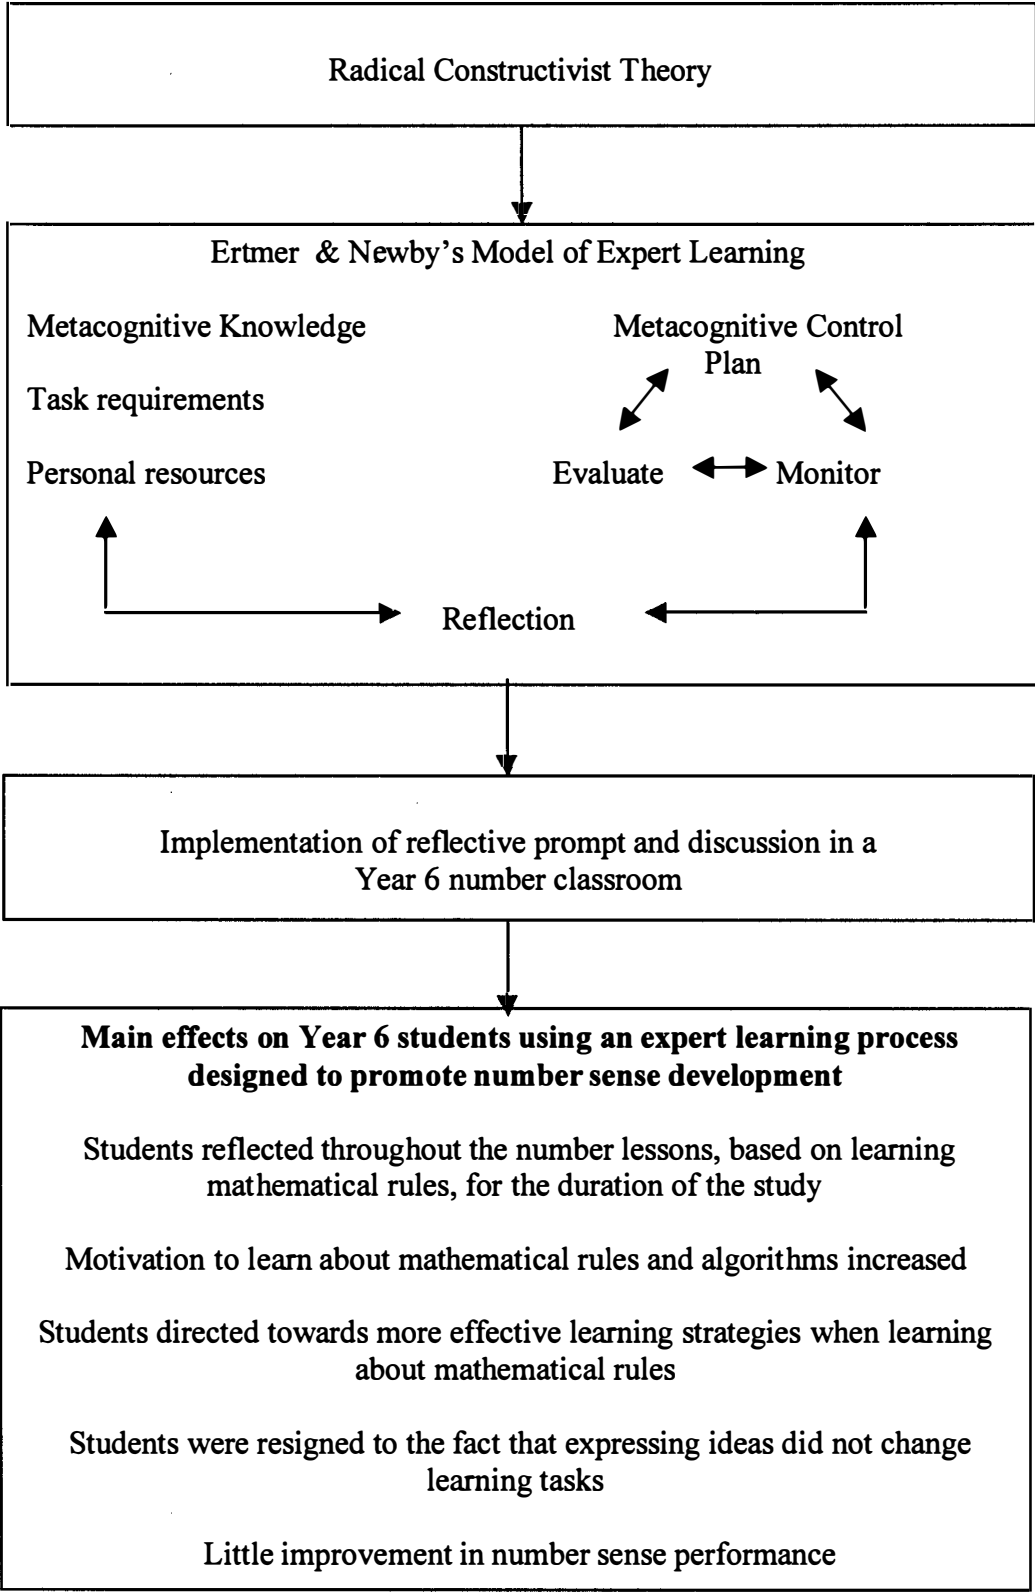 Radical Constructivist Theory
Ertmer & Newby's Model of Expert Learning
Metacognitive Knowledge
Task requirements
Personal resources
Metacognitive Control
Plan
Evaluate
Monitor
Reflection
Implementation of reflective prompt and discussion in a
Year 6 number classroom
Main effects on Year 6 students using an expert learning process
designed to promote number sense development
Students reflected throughout the number lessons, based on learning
mathematical rules, for the duration of the study
Motivation to learn about mathematical rules and algorithms increased
Students directed towards more effective learning strategies when learning
about mathematical rules
Students were resigned to the fact that expressing ideas did not change
learning tasks
Little improvement in number sense performance